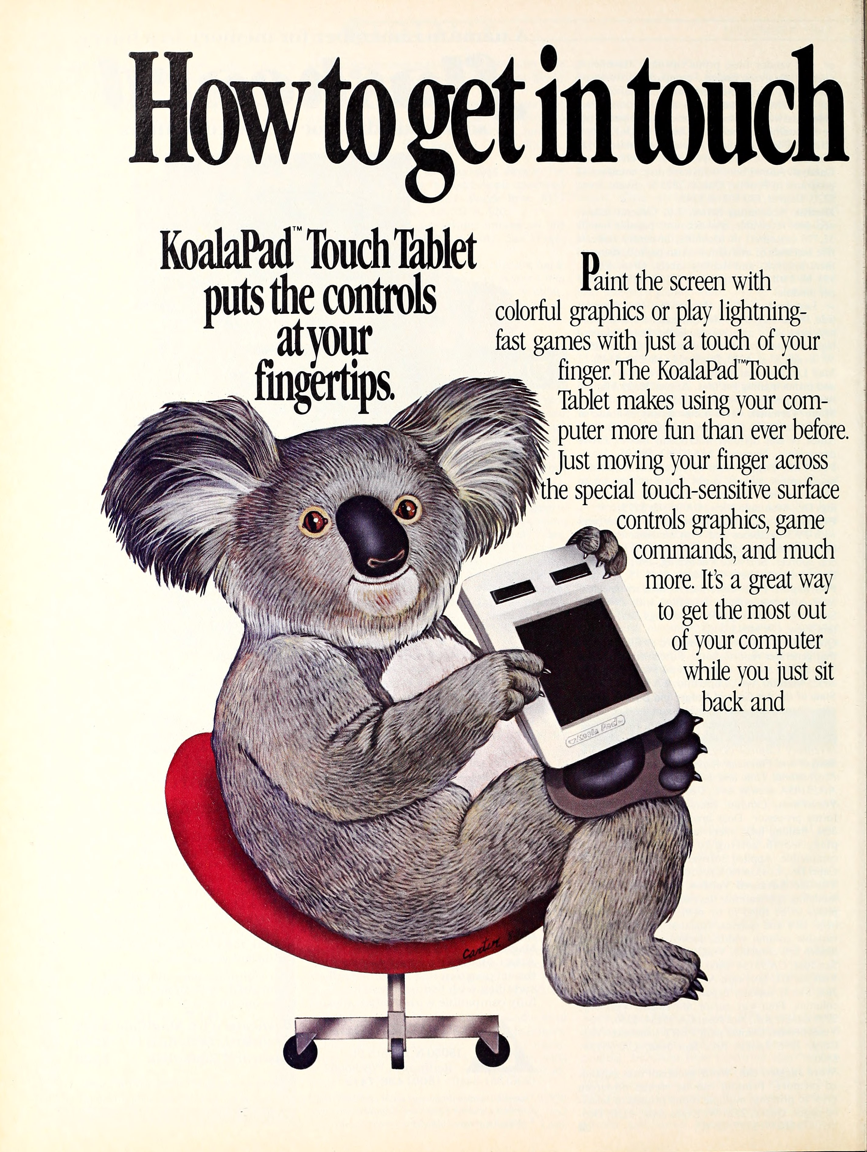 How to get in touch
KoalaPad™ Touch Tablet
puts the controls
at your
fingertips.
Paint the screen with
colorful graphics or play lightning-
fast games with just a touch of your
finger. The KoalaPad™ Touch
Tablet makes using your com-
puter more fun than ever before.
Just moving your finger across
the special touch-sensitive surface
controls graphics, game
commands, and much
more. It's a great way
to get the most out
of your computer
while you just sit
back and
Koala Pad
Carter